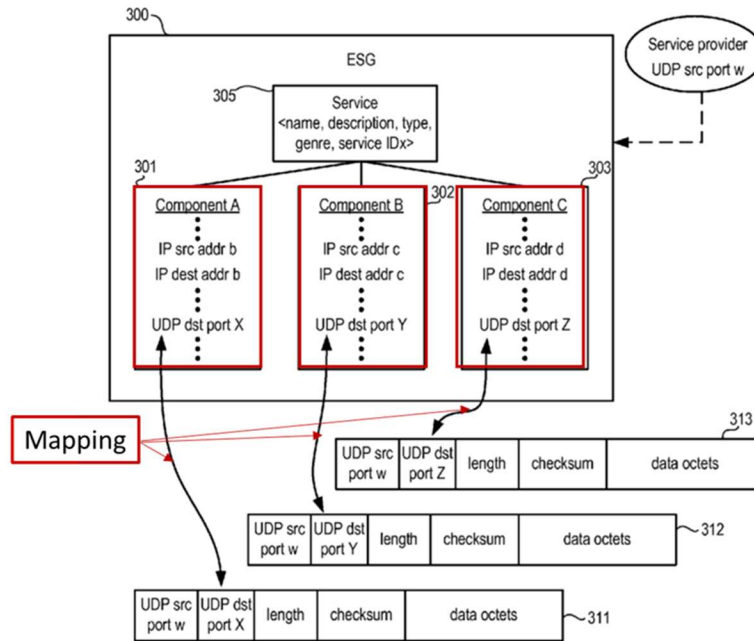 300
ESG
Service provider
UDP src port w
305
Service
<name, description, type,
genre, service IDx>
301
302
303
Component A
IP src addr b
IP dest addr b
UDP dst port X
Component B
IP src addr c
IP dest addr c
UDP dst port Y
Component C
IP src addr d
IP dest addr d
UDP dst port Z
Mapping
313
UDP src
port w
UDP dst
port Z
length
checksum
data octets
UDP src
port w
UDP dst
port Y
length
checksum
data octets
312
UDP src
port w
UDP dst
port X
length
checksum
data octets
311